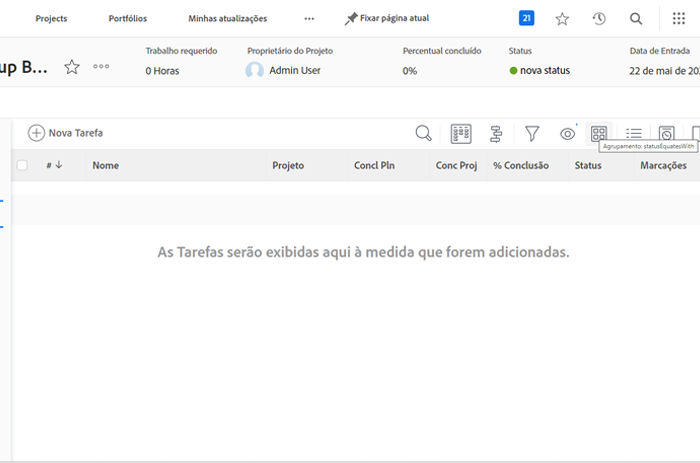 Projects Portfólios Minhas atualizações ••• Fixar página atual 21
up B... Trabalho requerido Proprietário do Projeto Percentual concluído Status Data de Entrada
0 Horas Admin User 0% nova status 22 de mai de 202
Nova Tarefa
Agrupamento: statusEquatesWith
# Nome Projeto Concl Pln Conc Proj % Conclusão Status Marcações
As Tarefas serão exibidas aqui à medida que forem adicionadas.